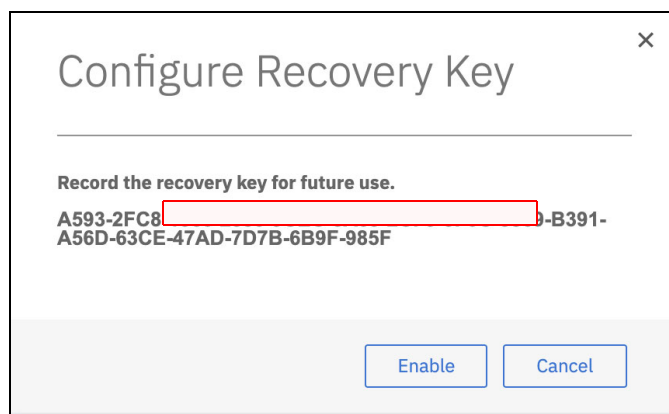 Configure Recovery Key
Record the recovery key for future use.
A593-2FC8 9-B391-
A56D-63CE-47AD-7D7B-6B9F-985F
Enable Cancel